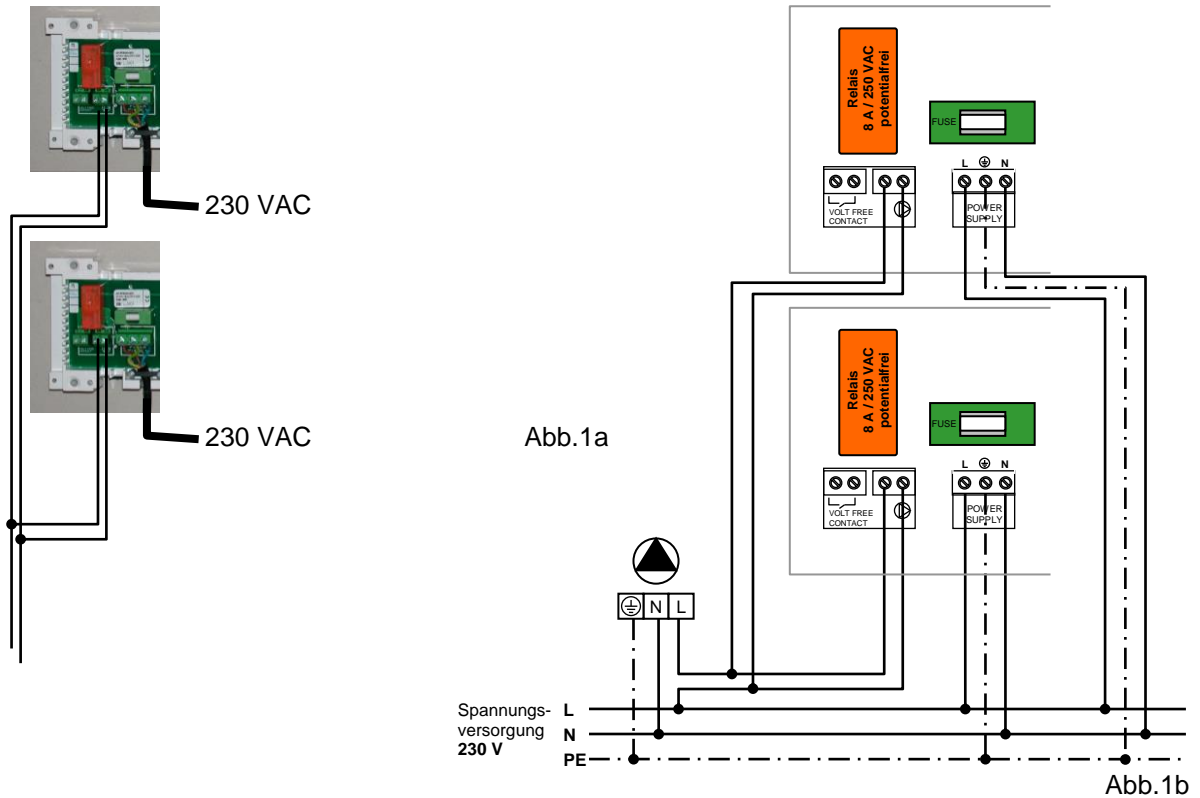 230 VAC
230 VAC
Abb.1a
Relais
8 A / 250 VAC
potentialfrei
FUSE
L N
VOLT FREE
CONTACT
POWER
SUPPLY
Relais
8 A / 250 VAC
potentialfrei
FUSE
L N
VOLT FREE
CONTACT
POWER
SUPPLY
N L
Spannungs- L
versorgung N
230 V
PE
Abb.1b